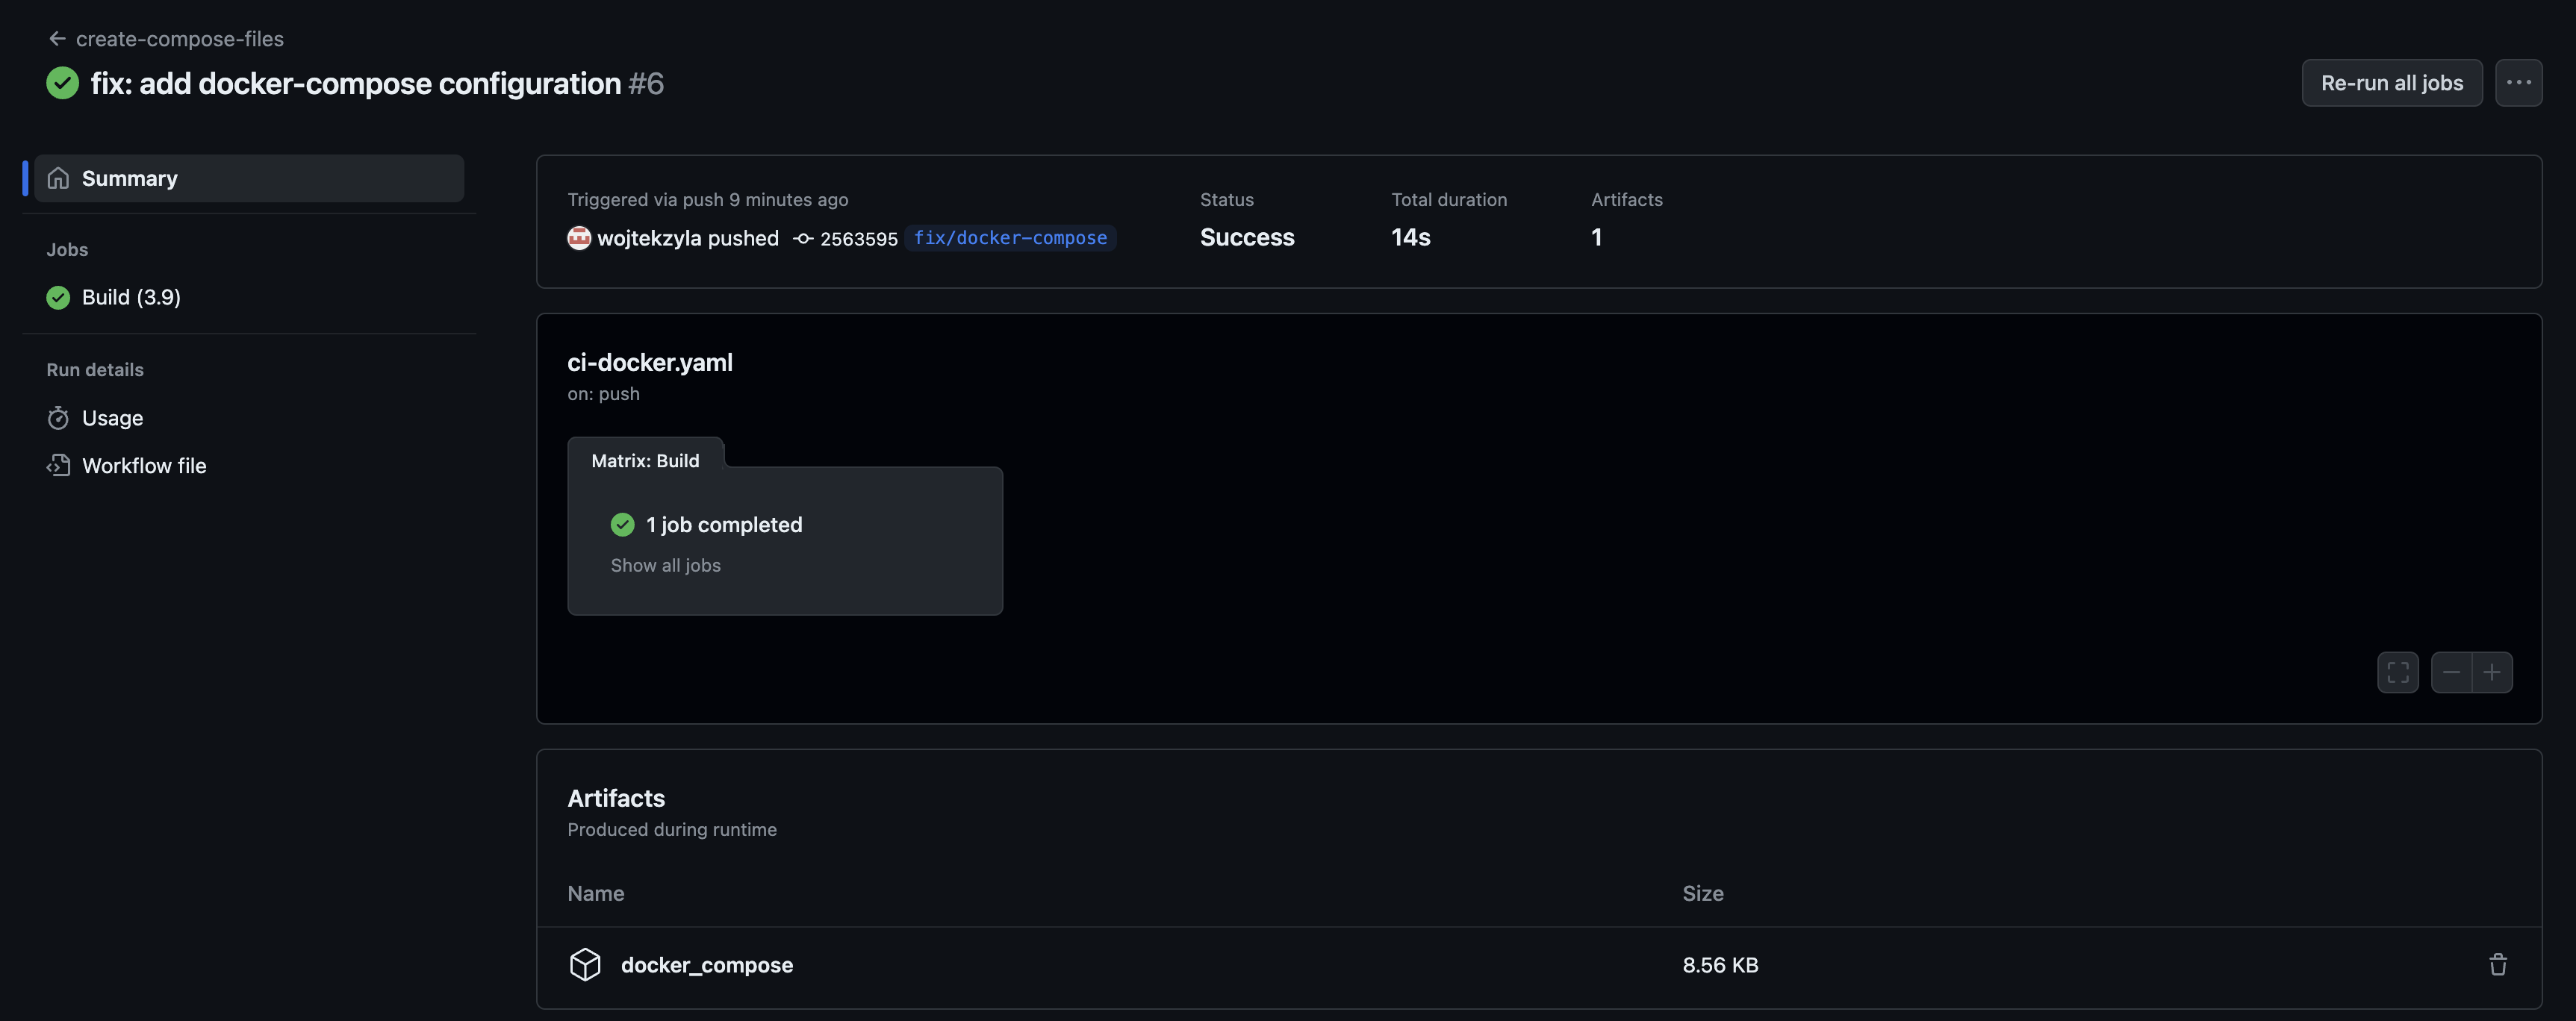 create-compose-files
fix: add docker-compose configuration #6
Re-run all jobs
Summary
Jobs
Build (3.9)
Run details
Usage
Workflow file
Triggered via push 9 minutes ago
wojtekzyla pushed 2563595 fix/docker-compose
Status
Success
Total duration
14s
Artifacts
1
ci-docker.yaml
on: push
Matrix: Build
1 job completed
Show all jobs
Artifacts
Produced during runtime
Name Size
docker_compose 8.56 KB